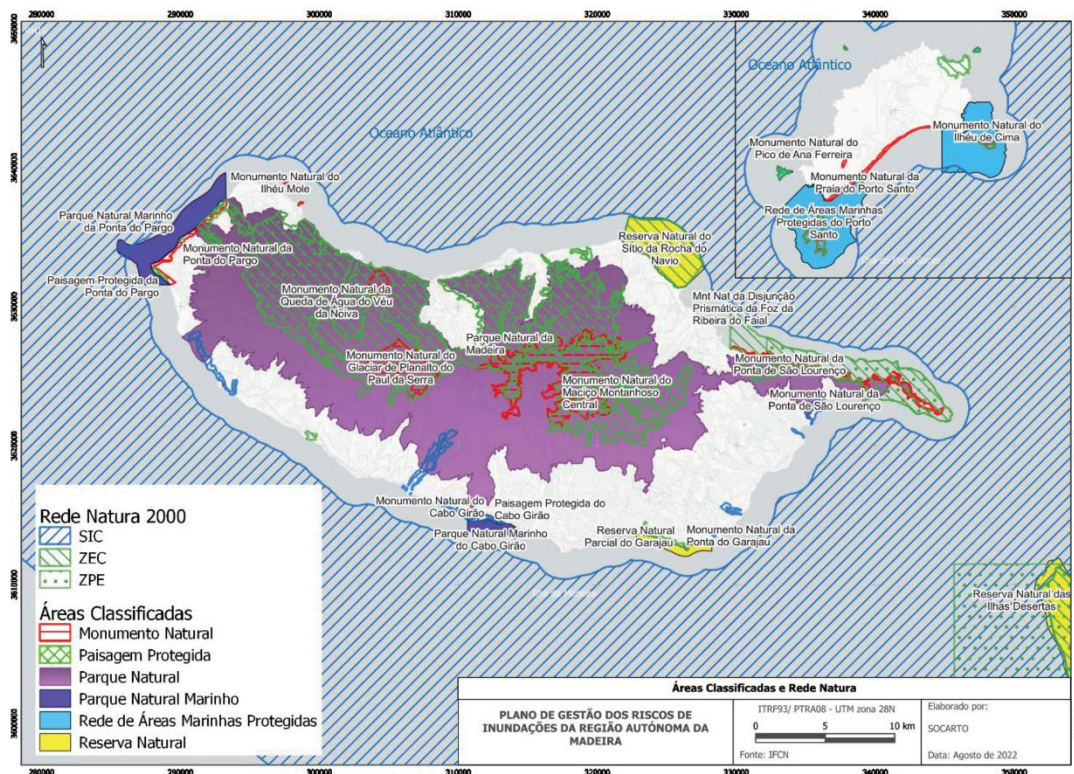 280000
290000
300000
310000
320000
330000
340000
350000
3650000
3640000
3630000
3620000
3610000
3600000
Oceano Atlântico
Monumento Natural do
Ilhéu Mole
Parque Natural Marinho
da Ponta do Pargo
Monumento Natural da
Ponta do Pargo
Paisagem Protegida da
Ponta do Pargo
Monumento Natural da
Queda de Água do Véu
da Noiva
Reserva Natural do
Sítio da Rocha do
Navio
Mnt Nat da Disjunção
Prismática da Foz da
Ribeira do Faial
Parque Natural da
Madeira
Monumento Natural do
Glaciar de Planalto do
Paul da Serra
Monumento Natural do
Maciço Montanhoso
Central
Monumento Natural da
Ponta de São Lourenço
Monumento Natural da
Ponta de São Lourenço
Monumento Natural do
Cabo Girão
Paisagem Protegida do
Cabo Girão
Parque Natural Marinho
do Cabo Girão
Reserva Natural
Parcial do Garajau
Monumento Natural da
Ponta do Garajau
Reserva Natural das
Ilhas Desertas
Oceano Atlântico
Monumento Natural do
Ilhéu de Cima
Monumento Natural do
Pico de Ana Ferreira
Monumento Natural da
Praia do Porto Santo
Rede de Áreas Marinhas
Protegidas do Porto
Santo
Rede Natura 2000
SIC
ZEC
ZPE
Áreas Classificadas
Monumento Natural
Paisagem Protegida
Parque Natural
Parque Natural Marinho
Rede de Áreas Marinhas Protegidas
Reserva Natural
Áreas Classificadas e Rede Natura
PLANO DE GESTÃO DOS RISCOS DE
INUNDAÇÕES DA REGIÃO AUTÓNOMA DA
MADEIRA
ITRF93/ PTRA08 - UTM zona 28N
0 5 10 km
Fonte: IFCN
Elaborado por:
SOCARTO
Data: Agosto de 2022
280000
290000
300000
310000
320000
330000
340000
350000